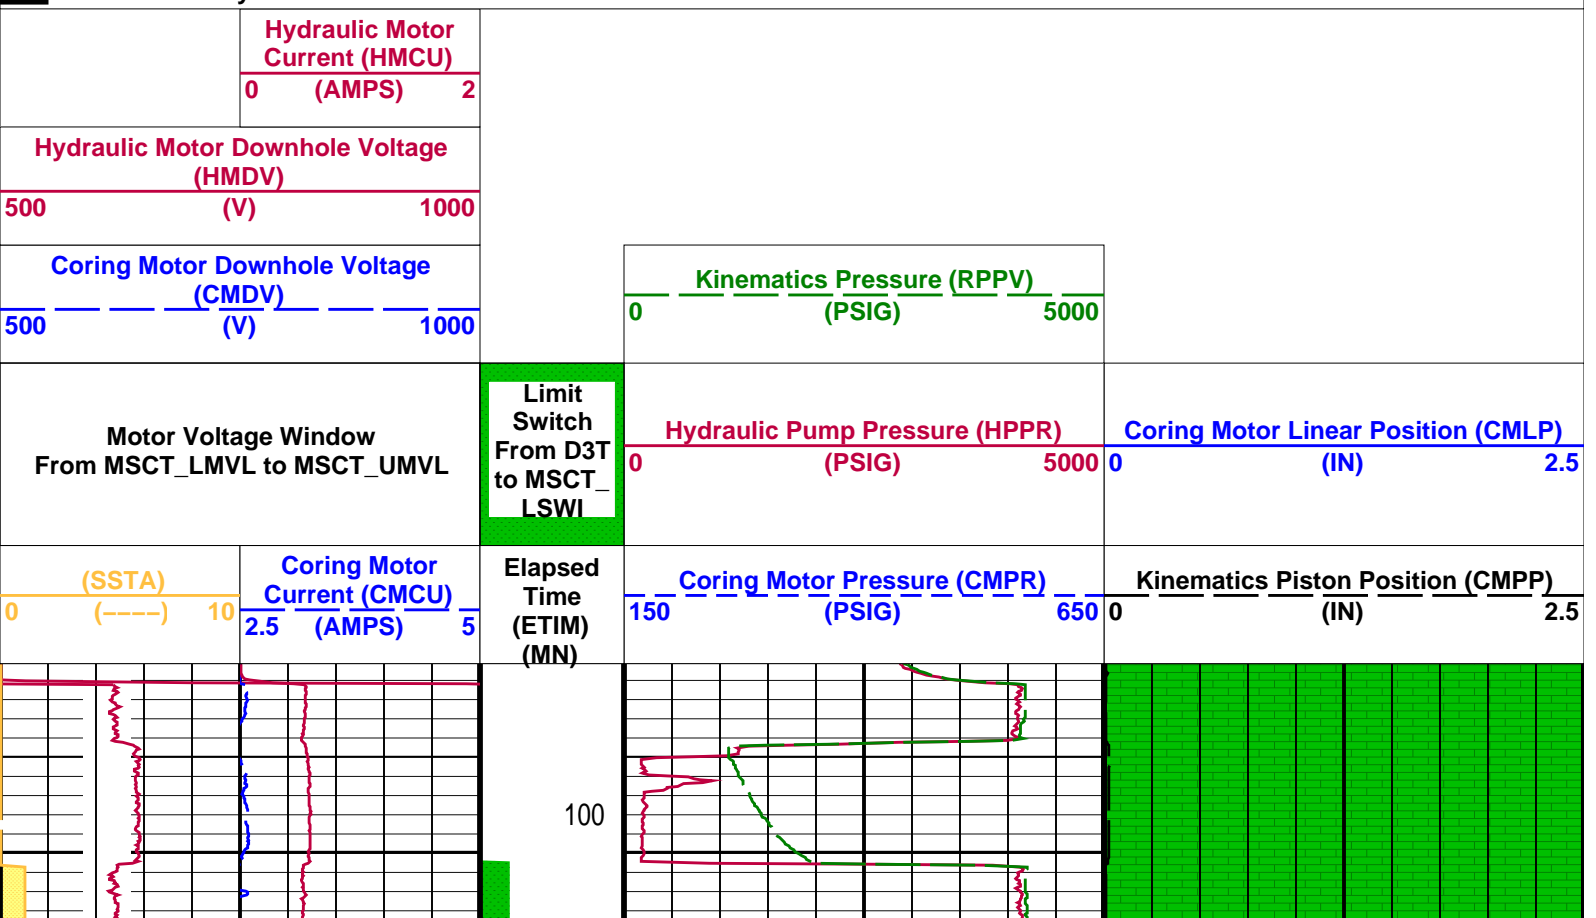 Hydraulic Motor
Current (HMCU)
0 (AMPS) 2
Hydraulic Motor Downhole Voltage
(HMDV)
500 (V) 1000
Coring Motor Downhole Voltage
(CMDV)
500 (V) 1000
Kinematics Pressure (RPPV)
0 (PSIG) 5000
Motor Voltage Window
From MSCT_LMVL to MSCT_UMVL
Limit
Switch
From D3T
to MSCT_
LSWI
Hydraulic Pump Pressure (HPPR)
0 (PSIG) 5000
Coring Motor Linear Position (CMLP)
0 (IN) 2.5
(SSTA)
0 (----) 10
Coring Motor
Current (CMCU)
2.5 (AMPS) 5
Elapsed
Time
(ETIM)
(MN)
Coring Motor Pressure (CMPR)
150 (PSIG) 650
Kinematics Piston Position (CMPP)
0 (IN) 2.5
100